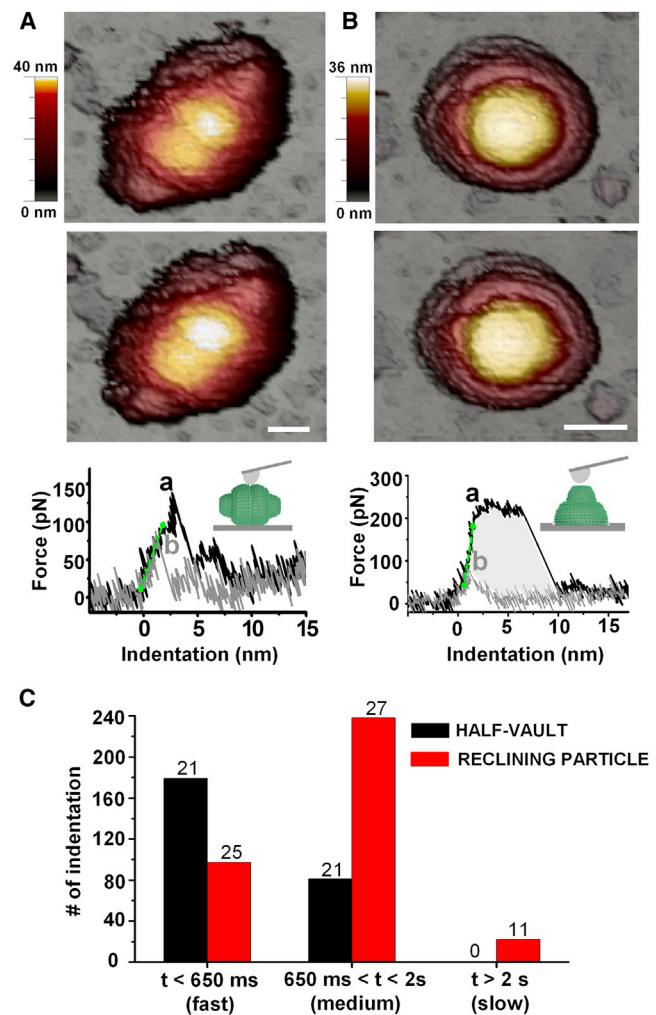 A
B
40 nm
0 nm
36 nm
0 nm
a
b
150
100
50
0
Force (pN)
0
5
10
15
Indentation (nm)
a
b
300
200
100
0
Force (pN)
0
5
10
Indentation (nm)
C
240
200
160
120
80
40
0
# of indentation
21
25
21
27
0
11
HALF-VAULT
RECLINING PARTICLE
t < 650 ms
(fast)
650 ms < t < 2s
(medium)
t > 2 s
(slow)